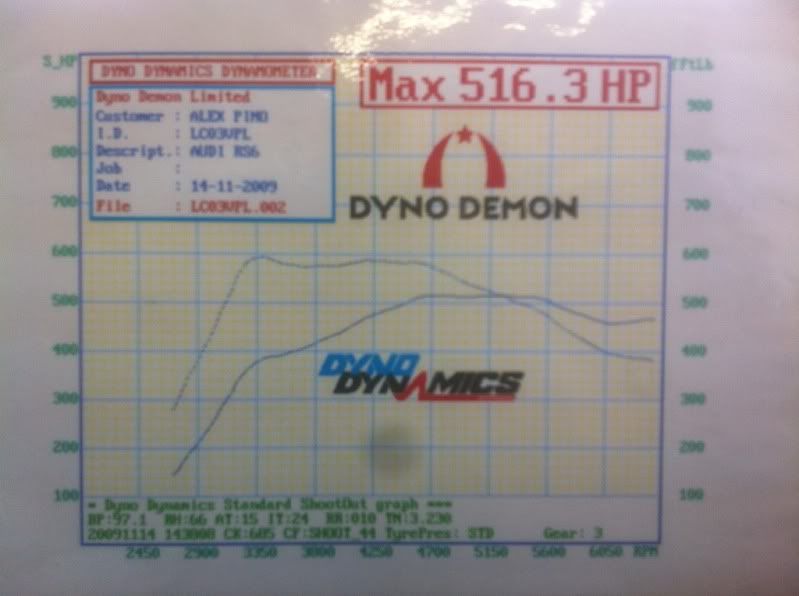 S_HP
FftLb
DYNO DYNAMICS DYNAMOMETER
Max 516.3 HP
Dyno Demon Limited
Customer : ALEX PINO
I.D. : LC03VPL
Descript.: AUDI RS6
Job :
Date : 14-11-2009
File : LC03VPL.002
DYNO DEMON
900 900
800 800
700 700
600 600
500 500
400 400
300 300
200 200
100 100
DYNO
DYNAMICS
= Dyno Dynamics Standard ShootOut graph ===
BP:97.1 RH:66 AT:15 IT:24 RR:010 TN:3.230
20091114 143008 CK:605 CF:SHOOT_44 TyrePres: STD Gear: 3
2450 2900 3350 3800 4250 4700 5150 5600 6050 RPM